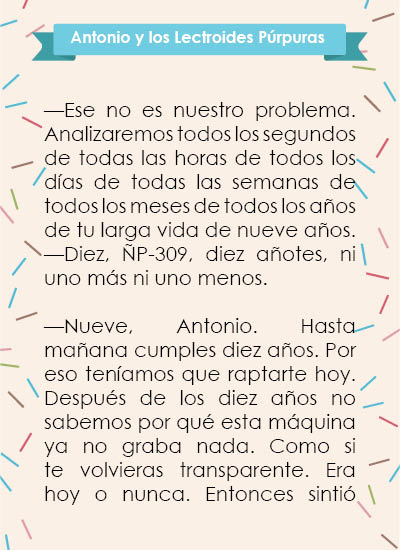 Antonio y los Lectroides Púrpuras
—Ese no es nuestro problema.
Analizaremos todos los segundos
de todas las horas de todos los
días de todas las semanas de
todos los meses de todos los años
de tu larga vida de nueve años.
—Diez, ÑP-309, diez añotes, ni
uno más ni uno menos.
—Nueve, Antonio. Hasta
mañana cumples diez años. Por
eso teníamos que raptarte hoy.
Después de los diez años no
sabemos por qué esta máquina
ya no graba nada. Como si
te volvieras transparente. Era
hoy o nunca. Entonces sintió